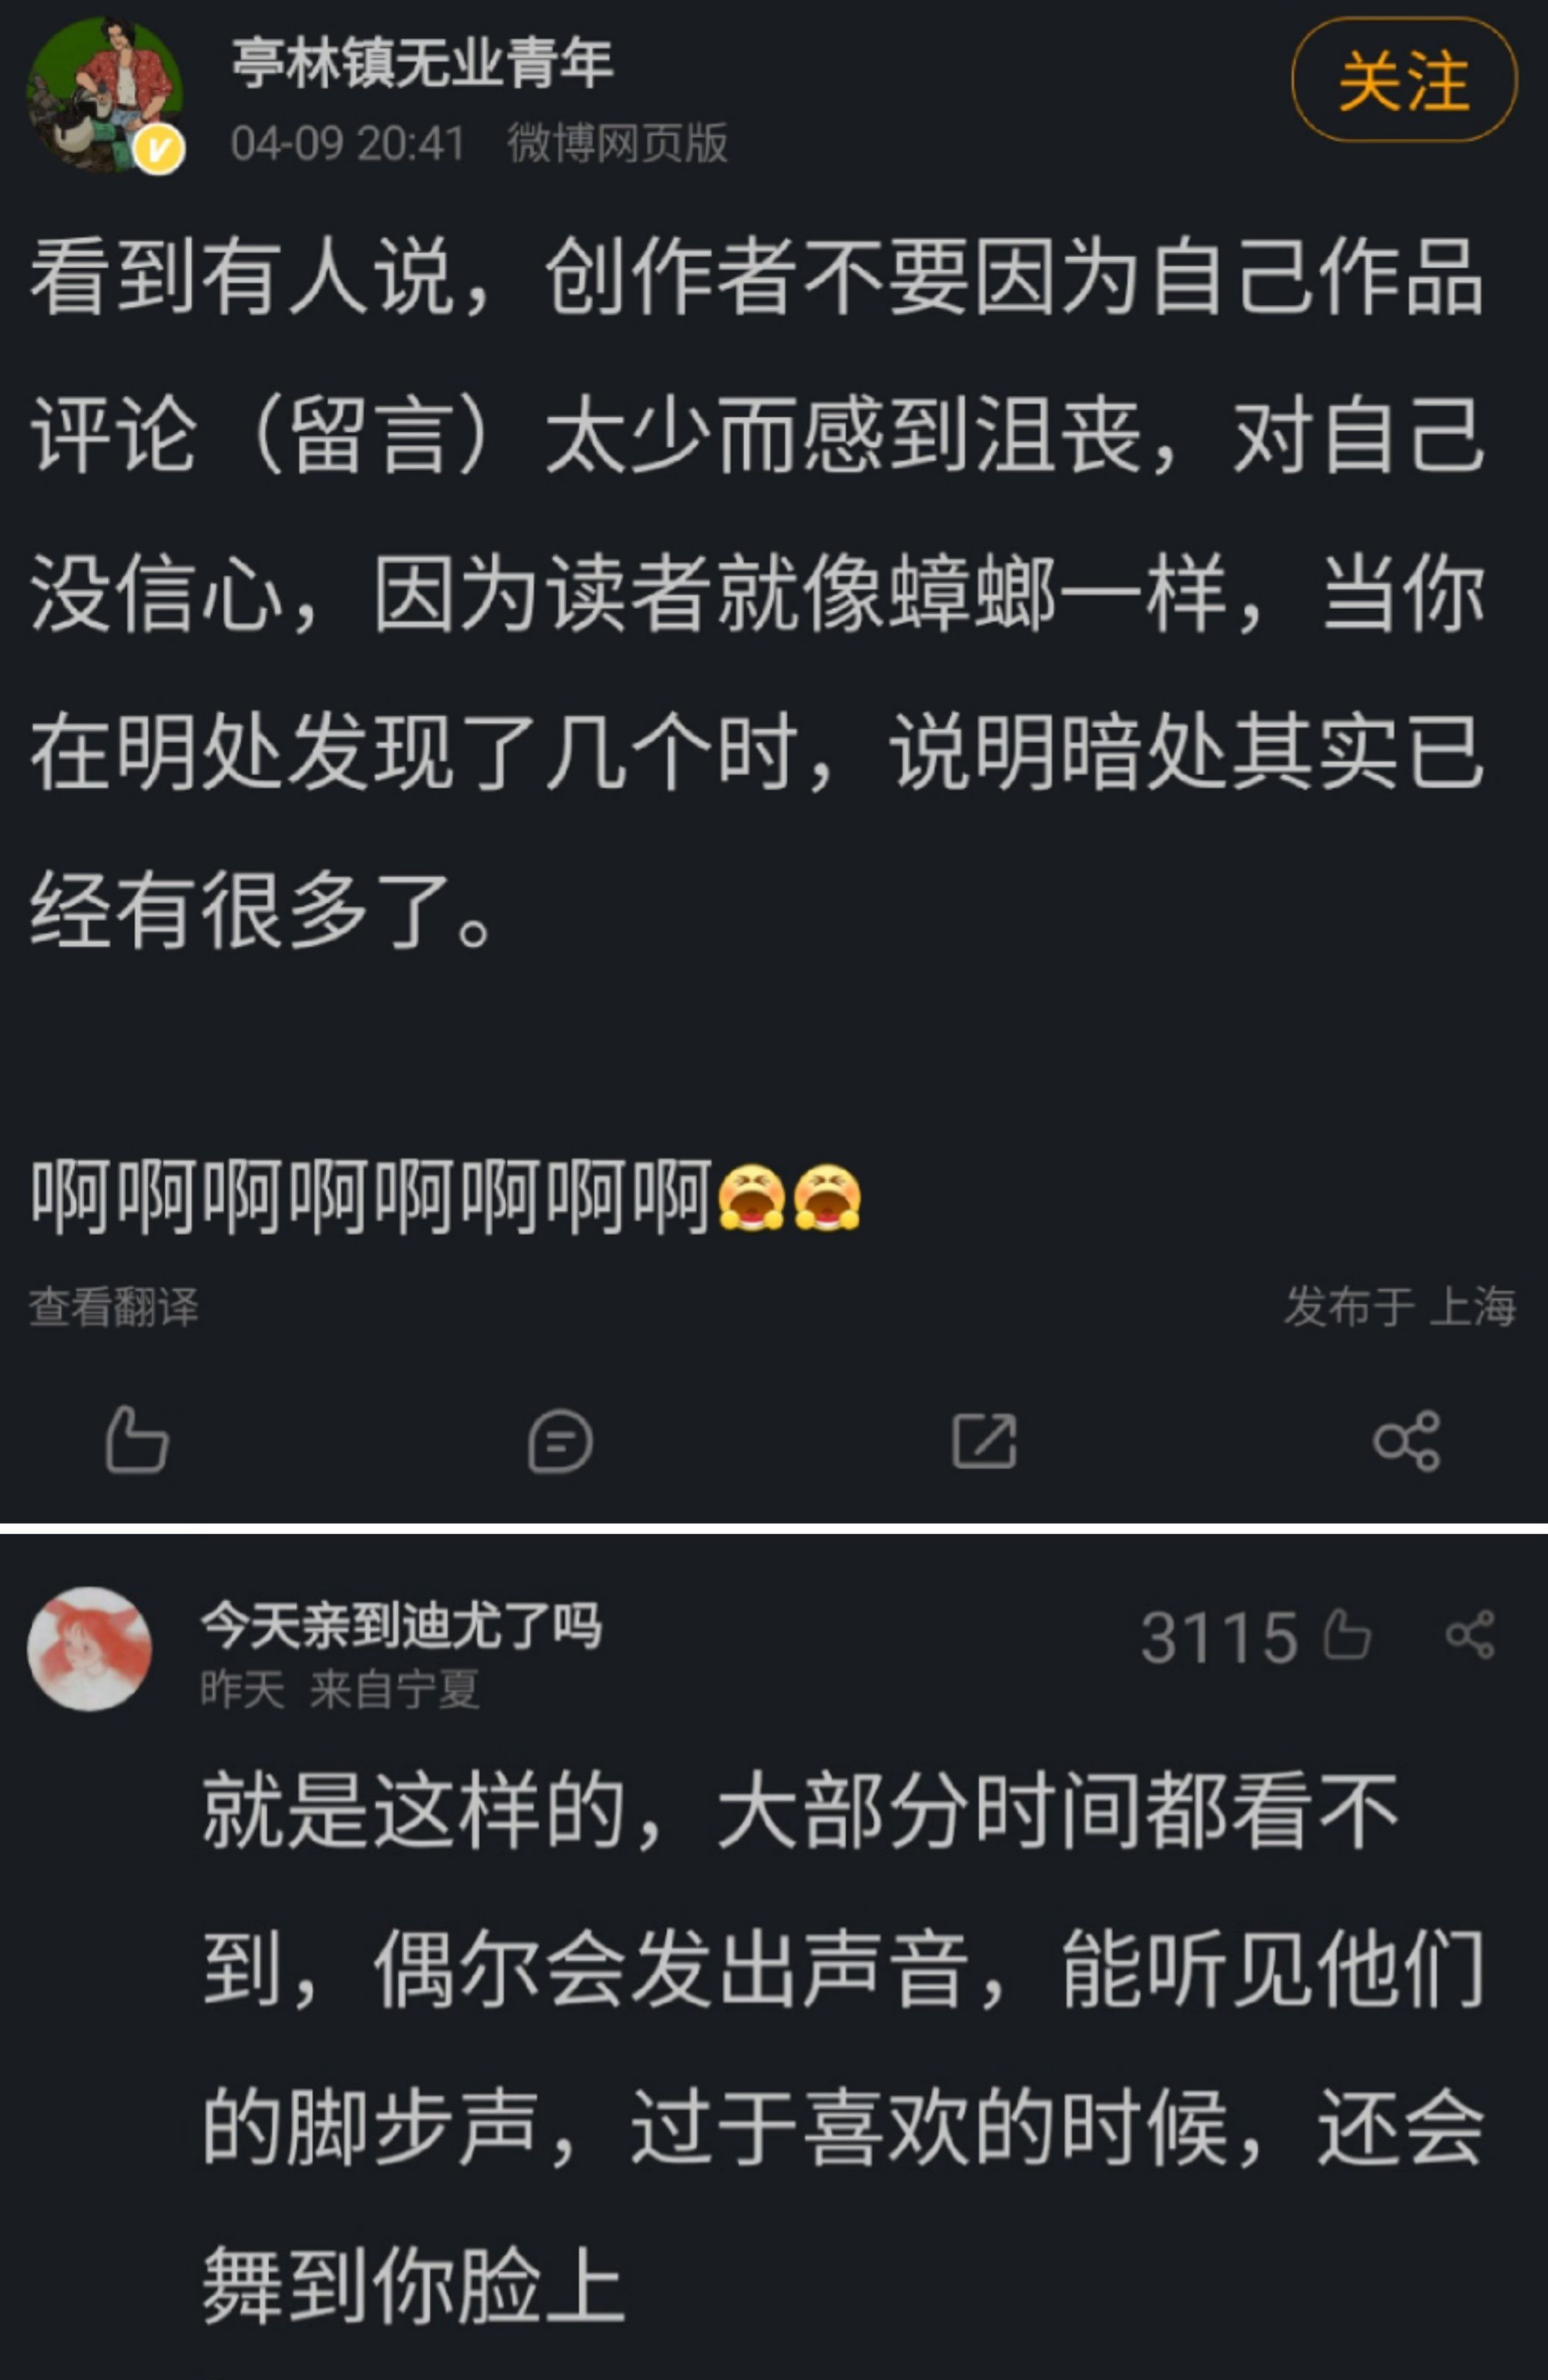 亭林镇无业青年
关注
04-09 20:41 微博网页版
看到有人说，创作者不要因为自己作品
评论（留言）太少而感到沮丧，对自己
没信心，因为读者就像蟑螂一样，当你
在明处发现了几个时，说明暗处其实已
经有很多了。
啊啊啊啊啊啊啊啊
查看翻译
发布于 上海
今天亲到迪尤了吗
3115
昨天 来自宁夏
就是这样的，大部分时间都看不
到，偶尔会发出声音，能听见他们
的脚步声，过于喜欢的时候，还会
舞到你脸上